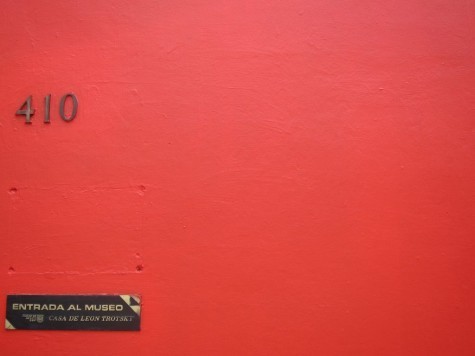 410
ENTRADA AL MUSEO
CASA DE LEON TROTSKY